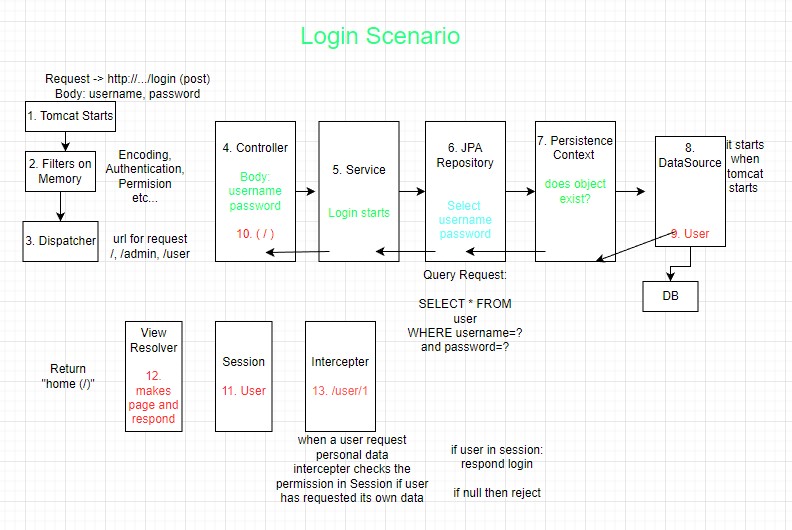 Login Scenario
Request -> http://.../login (post)
Body: username, password
1. Tomcat Starts
2. Filters on
Memory
Encoding,
Authentication,
Permision
etc...
3. Dispatcher
url for request
/, /admin, /user
4. Controller
Body:
username
password
10. ( / )
5. Service
Login starts
6. JPA
Repository
Select
username
password
7. Persistence
Context
does object
exist?
8.
DataSource
9. User
it starts
when
tomcat
starts
DB
Query Request:
SELECT * FROM
user
WHERE username=?
and password=?
Return
"home (/)"
View
Resolver
12.
makes
page and
respond
Session
11. User
Intercepter
13. /user/1
when a user request
personal data
intercepter checks the
permission in Session if user
has requested its own data
if user in session:
respond login
if null then reject